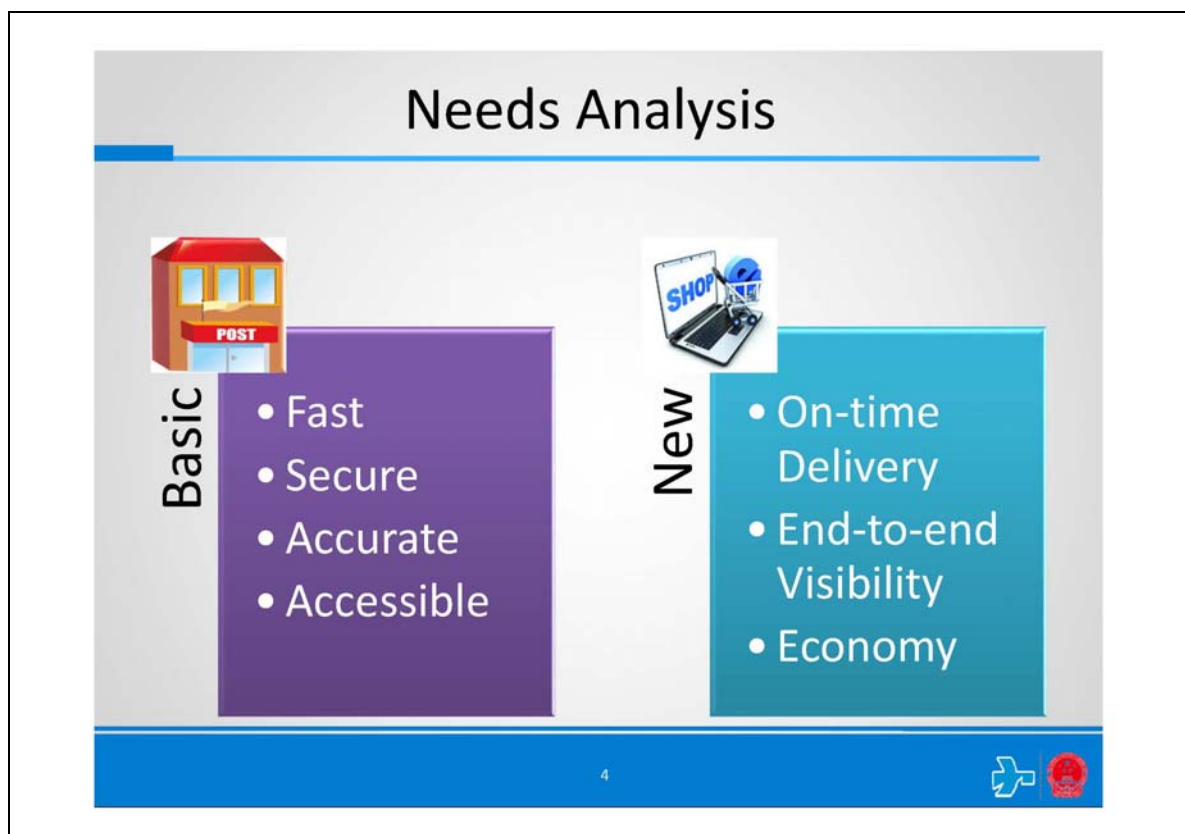 Needs Analysis
POST
Basic
• Fast
• Secure
• Accurate
• Accessible
SHOP
New
• On-time
Delivery
• End-to-end
Visibility
• Economy
4